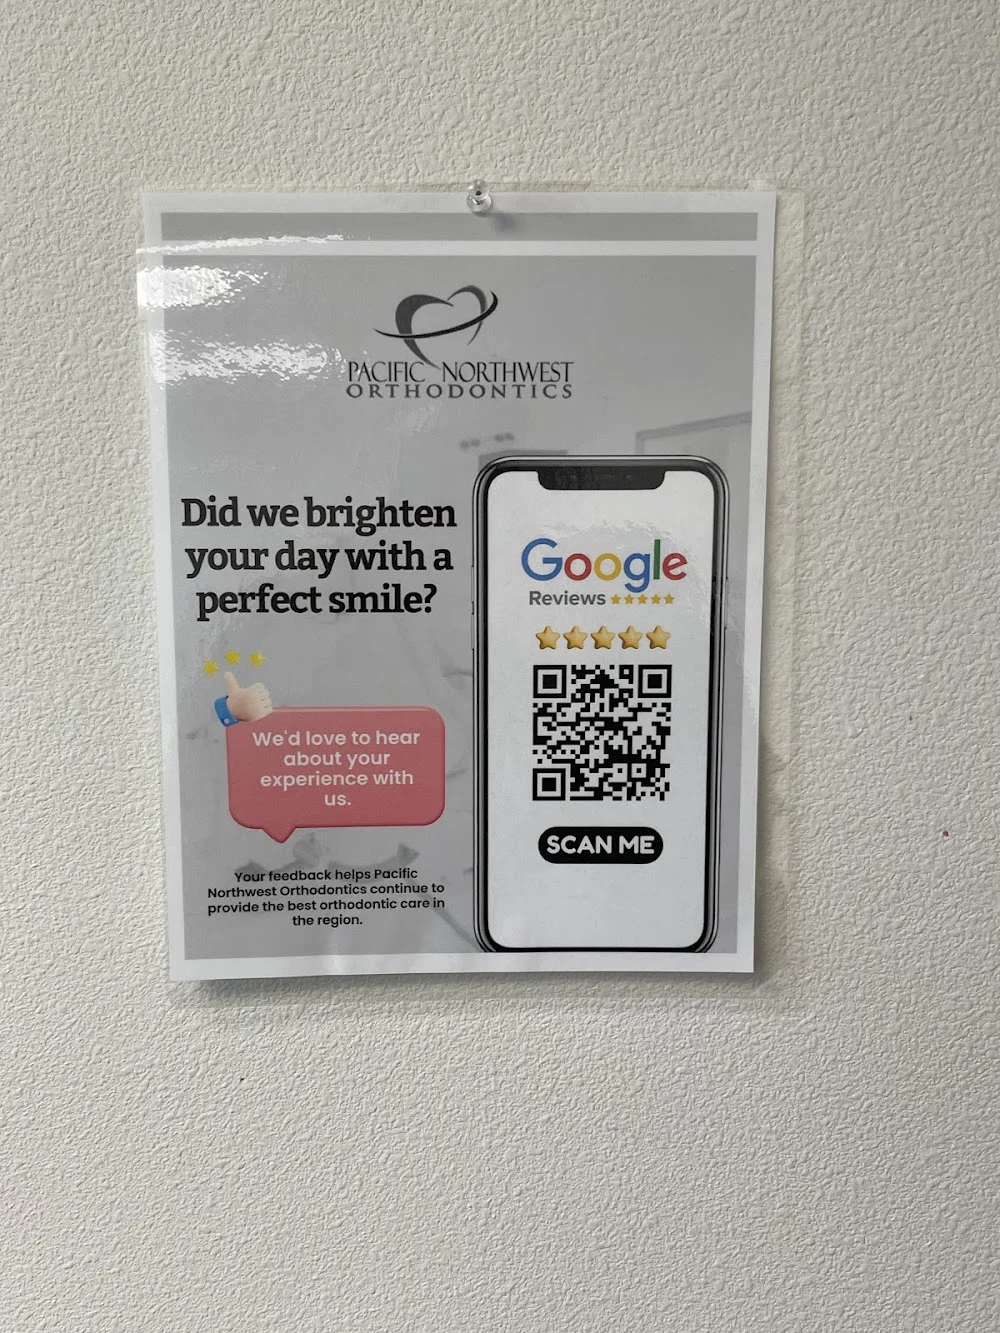 PACIFIC NORTHWEST
ORTHODONTICS
Did we brighten
your day with a
perfect smile?
We'd love to hear
about your
experience with
us.
Your feedback helps Pacific
Northwest Orthodontics continue to
provide the best orthodontic care in
the region.
Google
Reviews
SCAN ME